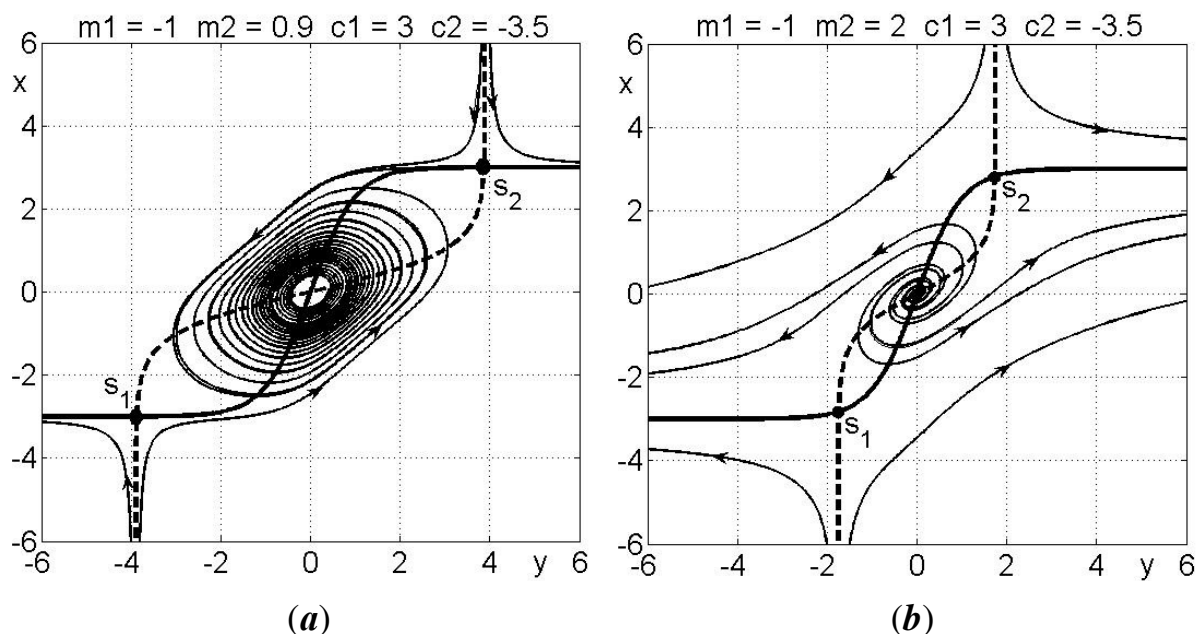 m1 = -1 m2 = 0.9 c1 = 3 c2 = -3.5
6
x
4
2
0
-2
-4
-6
s2
s1
-6 -4 -2 0 2 4 y 6
(a)
m1 = -1 m2 = 2 c1 = 3 c2 = -3.5
6
x
4
2
0
-2
-4
-6
s2
s1
-6 -4 -2 0 2 4 y 6
(b)